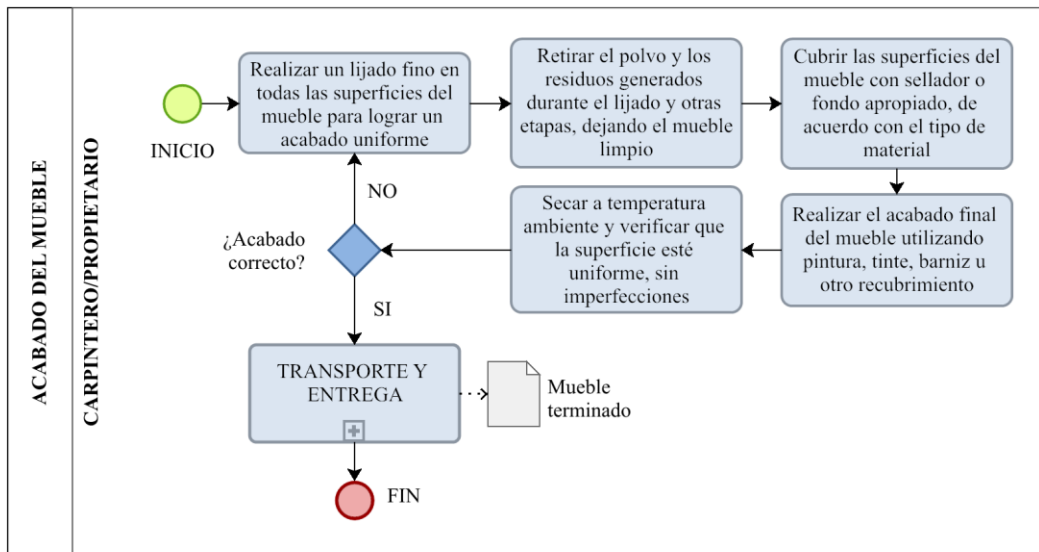 ACABADO DEL MUEBLE
CARPINTERO/PROPIETARIO
INICIO
Realizar un lijado fino en
todas las superficies del
mueble para lograr un
acabado uniforme
Retirar el polvo y los
residuos generados
durante el lijado y otras
etapas, dejando el mueble
limpio
Cubrir las superficies del
mueble con sellador o
fondo apropiado, de
acuerdo con el tipo de
material
Realizar el acabado final
del mueble utilizando
pintura, tinte, barniz u
otro recubrimiento
Secar a temperatura
ambiente y verificar que
la superficie esté
uniforme, sin
imperfecciones
¿Acabado
correcto?
NO
SI
TRANSPORTE Y
ENTREGA
Mueble
terminado
FIN